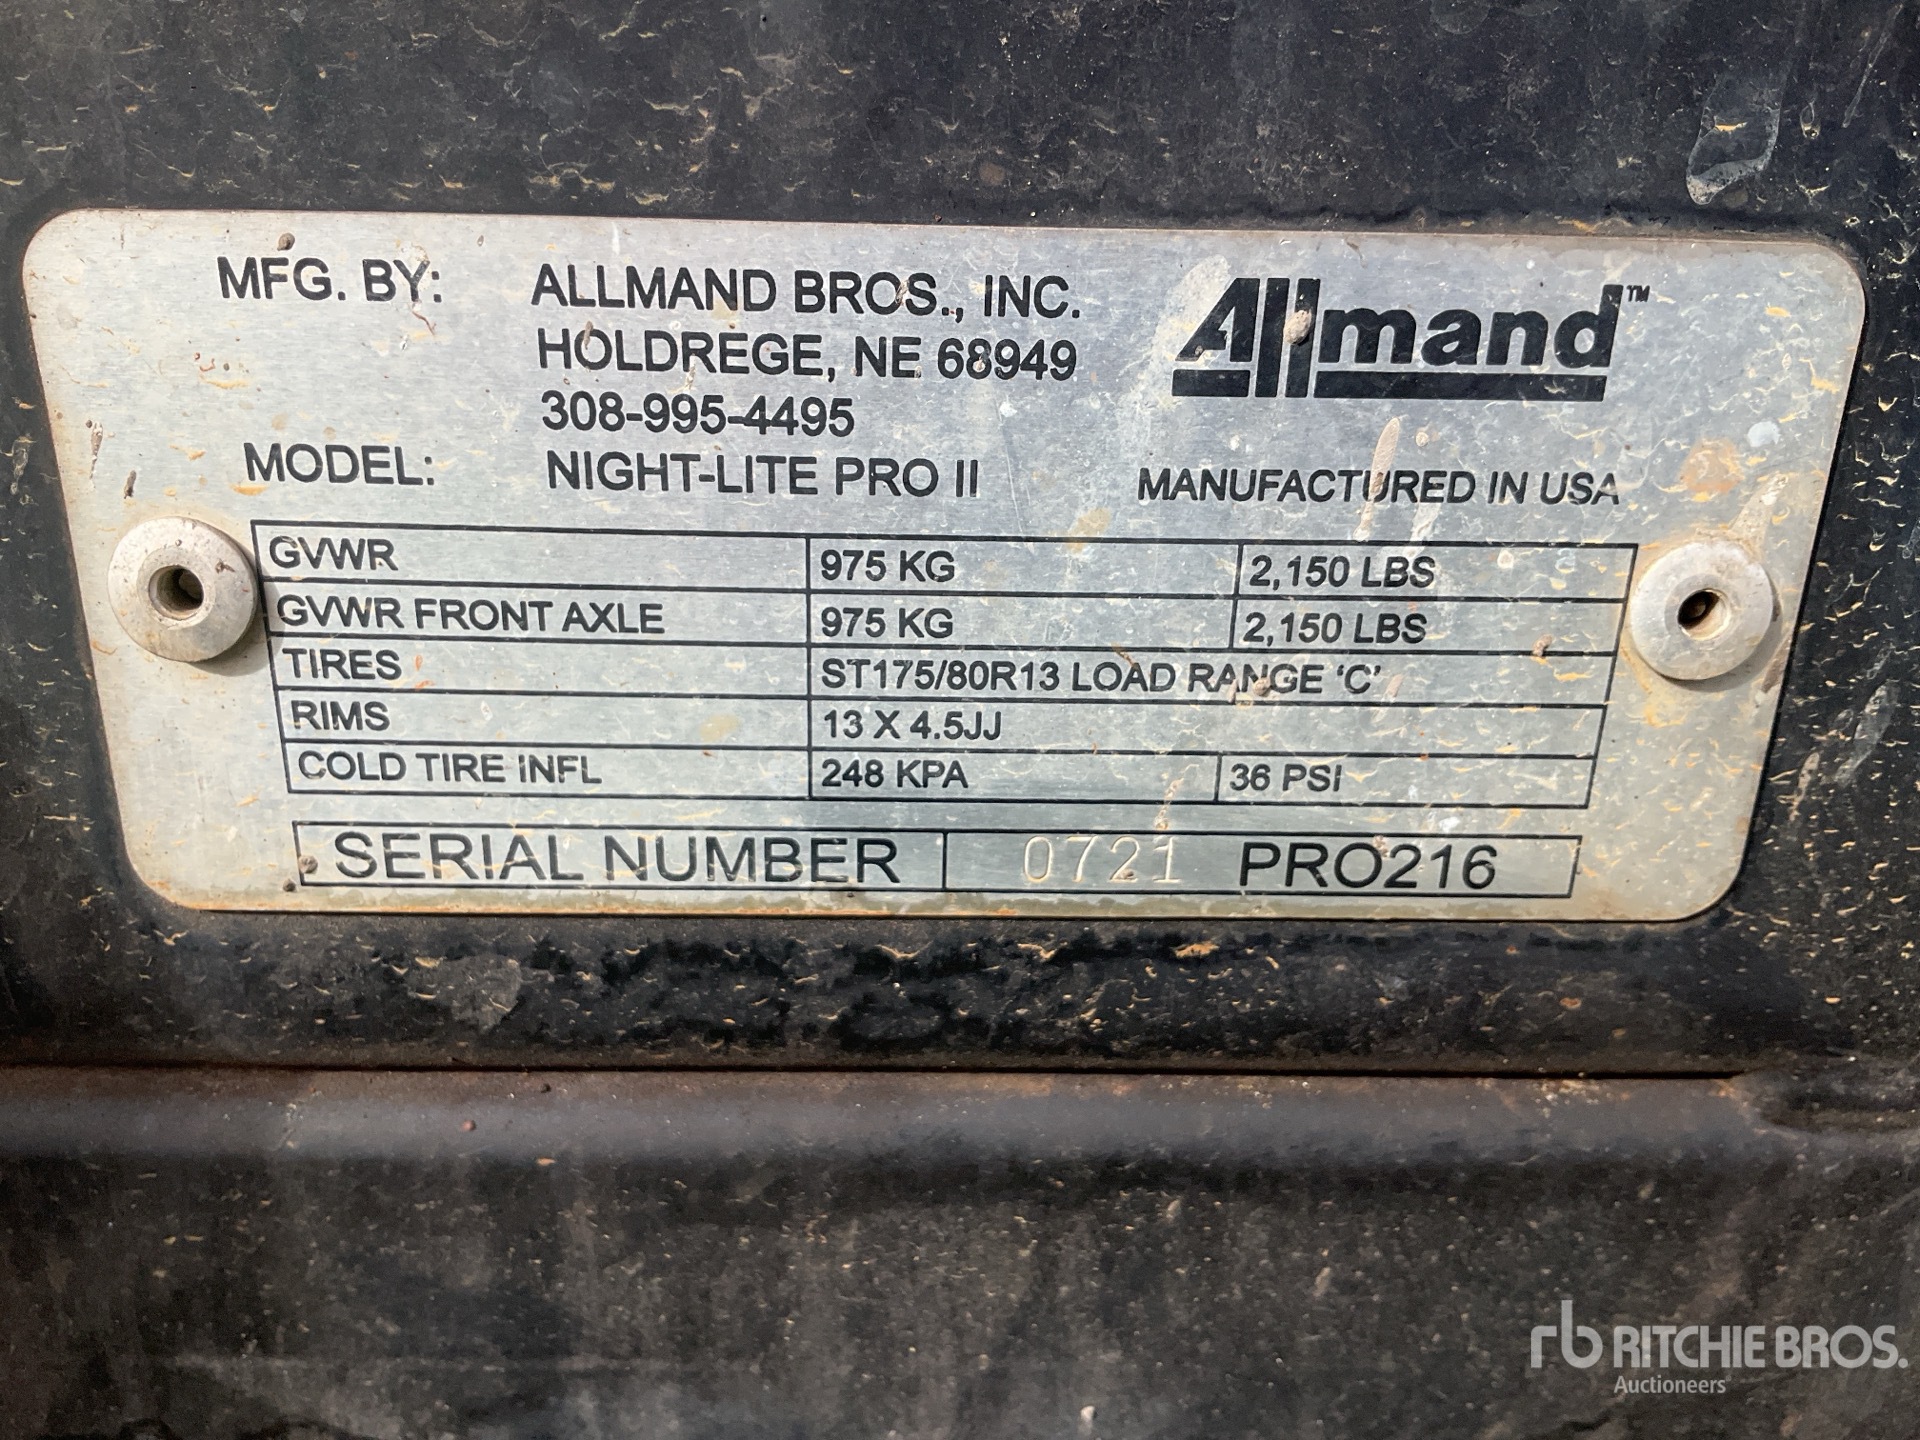 MFG. BY: ALLMAND BROS., INC.
HOLDREGE, NE 68949
308-995-4495
MODEL: NIGHT-LITE PRO II
Allmand™
MANUFACTURED IN USA
GVWR 975 KG 2,150 LBS
GVWR FRONT AXLE 975 KG 2,150 LBS
TIRES ST175/80R13 LOAD RANGE 'C'
RIMS 13 X 4.5JJ
COLD TIRE INFL 248 KPA 36 PSI
SERIAL NUMBER 0721 PRO216
rb RITCHIE BROS.
Auctioneers